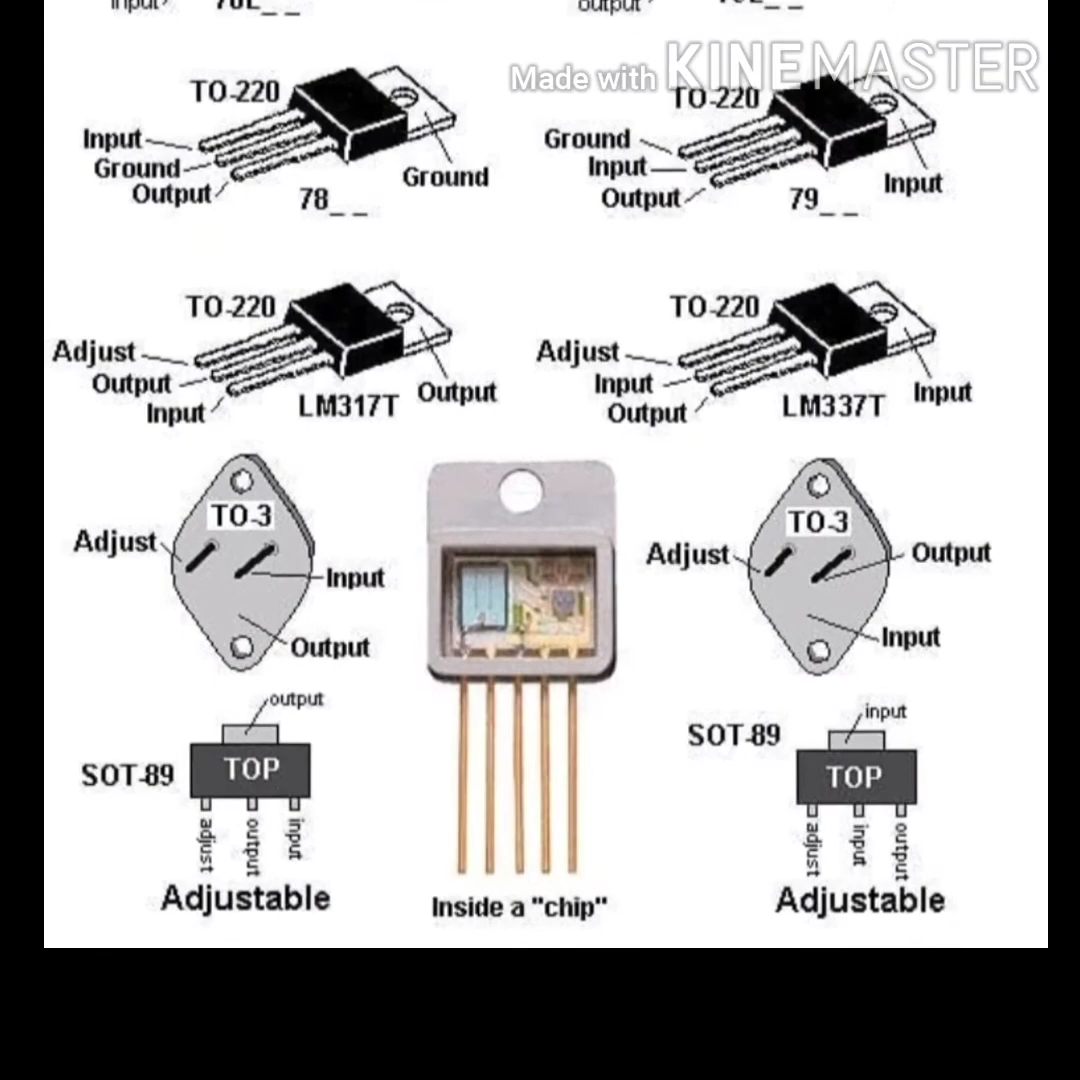 Made with KINEMASTER
TO-220
Input
Ground
Output
78_ _
Ground
TO-220
Ground
Input
Output
79_ _
Input
TO-220
Adjust
Output
Input
LM317T
Output
TO-220
Adjust
Input
Output
LM337T
Input
TO-3
Adjust
Input
Output
TO-3
Adjust
Output
Input
output
SOT-89
TOP
adjust
output
input
Adjustable
Inside a "chip"
input
SOT-89
TOP
adjust
input
output
Adjustable